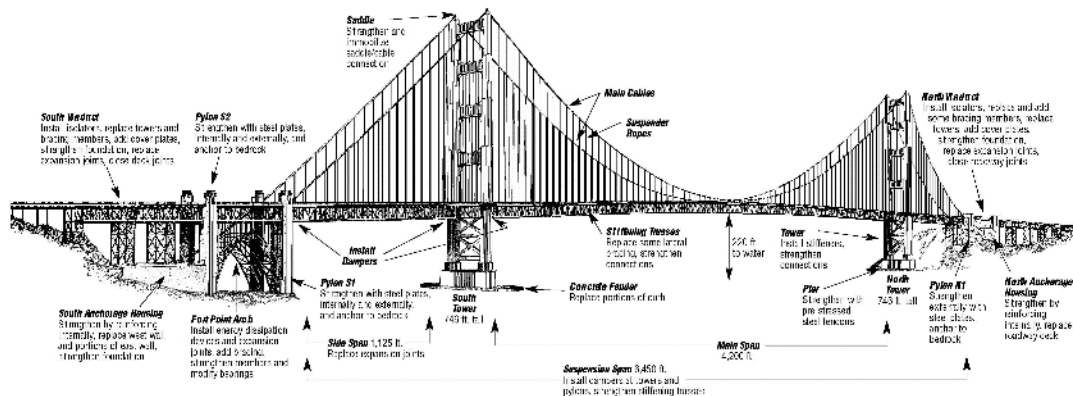 Saddle
Strengthen and
immobilize
saddle/cable
connection
Main Cables
Suspender
Ropes
South Viaduct
Install isolators, replace towers and
bracing members, add cover plates,
strengthen foundation, replace
expansion joints, close deck joints
Pylon S2
Strengthen with steel plates,
internally and externally, and
anchor to bedrock
North Viaduct
Install isolators, replace and add
some bracing members, replace
towers, add cover plates,
strengthen foundation,
replace expansion joints,
close roadway joints
Install
Dampers
Stiffening Trusses
Replace some lateral
bracing, strengthen
connections
220 ft.
to water
Tower
Install stiffeners,
strengthen
connections
Pylon S1
Strengthen with steel plates,
internally and externally,
and anchor to bedrock
South
Tower
746 ft. tall
Concrete Fender
Replace portions of
Pier
Strengthen with
pre stressed
steel tendons
North
Tower
746 ft. tall
Pylon N1
Strengthen
externally with
steel plates,
anchor to
bedrock
North Anchorage
Housing
Strengthen by
reinforcing
internally, replace
roadway deck
South Anchorage Housing
Strengthen by reinforcing
internally, replace west wall
and portions of east wall,
strengthen foundation
Fort Point Arch
Install energy dissipation
devices and expansion
joints, add bracing,
strengthen members and
modify bearings
Side Span 1,125 ft.
Replace expansion joints
Main Span
4,200 ft.
Suspension Span 6,450 ft.
Install dampers at towers and
pylons, strengthen stiffening trusses